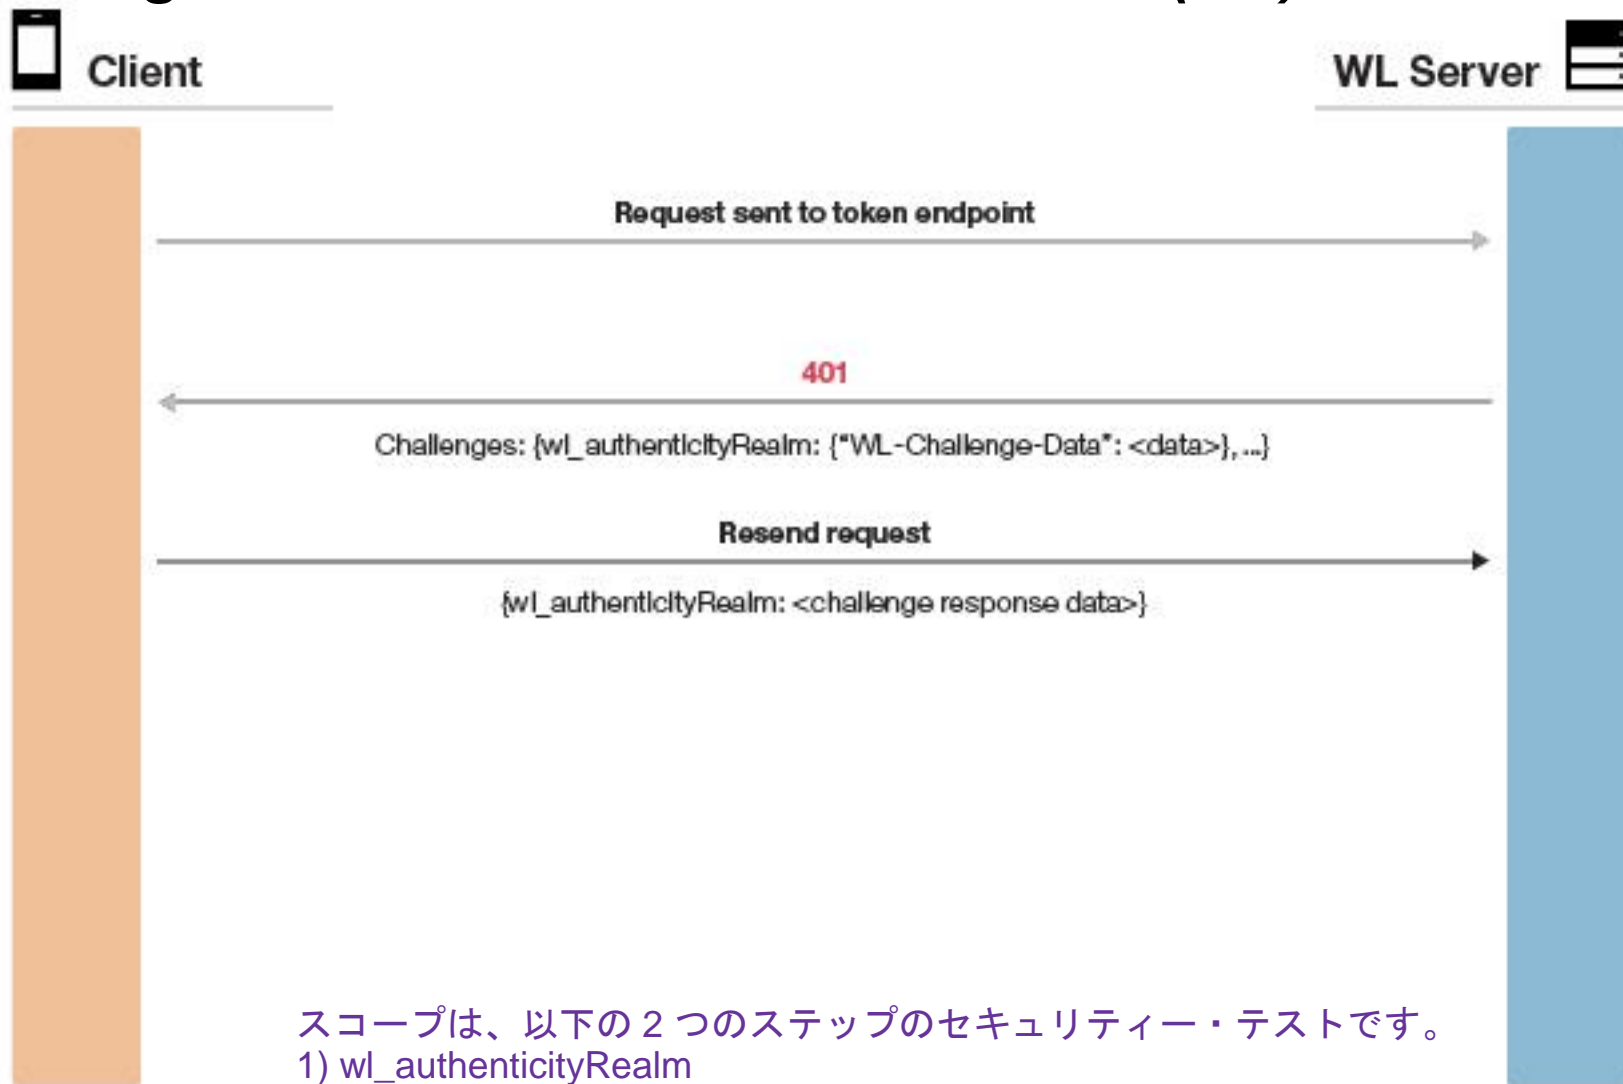 Client
WL Server
Request sent to token endpoint
401
Challenges: {wl_authenticityRealm: {"WL-Challenge-Data": <data>}, ...}
Resend request
{wl_authenticityRealm: <challenge response data>}
スコープは、以下の 2 つのステップのセキュリティー・テストです。
1) wl_authenticityRealm